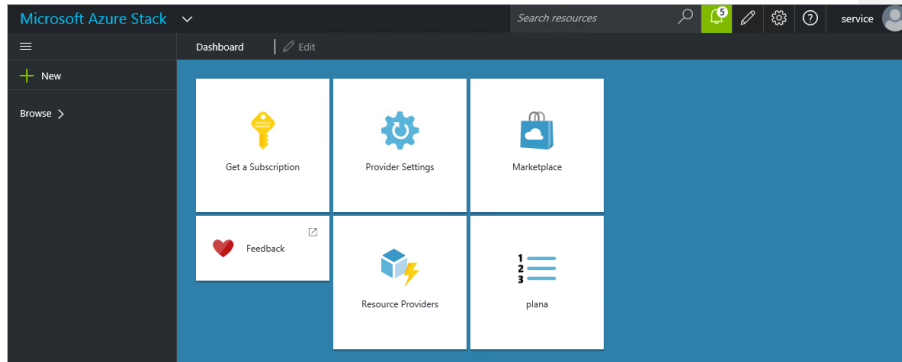 Microsoft Azure Stack
Search resources
5
service
Dashboard
Edit
New
Browse
Get a Subscription
Provider Settings
Marketplace
Feedback
Resource Providers
1
2
3
plana